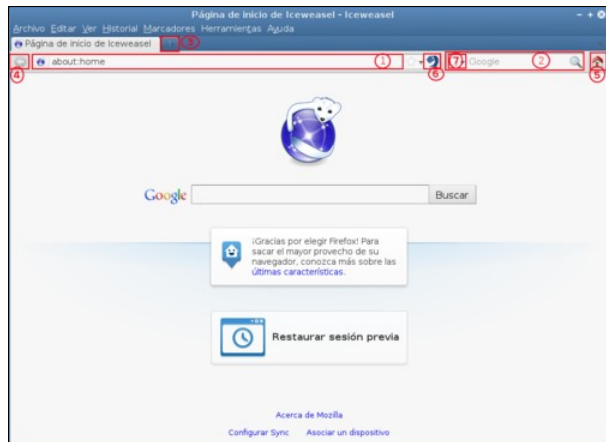 Página de inicio de Iceweasel - Iceweasel
Archivo Editar Ver Historial Marcadores Herramientas Ayuda
Página de inicio de Iceweasel
3
4
about:home
1
6
7
Google
2
5
Google
Buscar
¡Gracias por elegir Firefox! Para
sacar el mayor provecho de su
navegador, conozca más sobre las
últimas características.
Restaurar sesión previa
Acerca de Mozilla
Configurar Sync Asociar un dispositivo